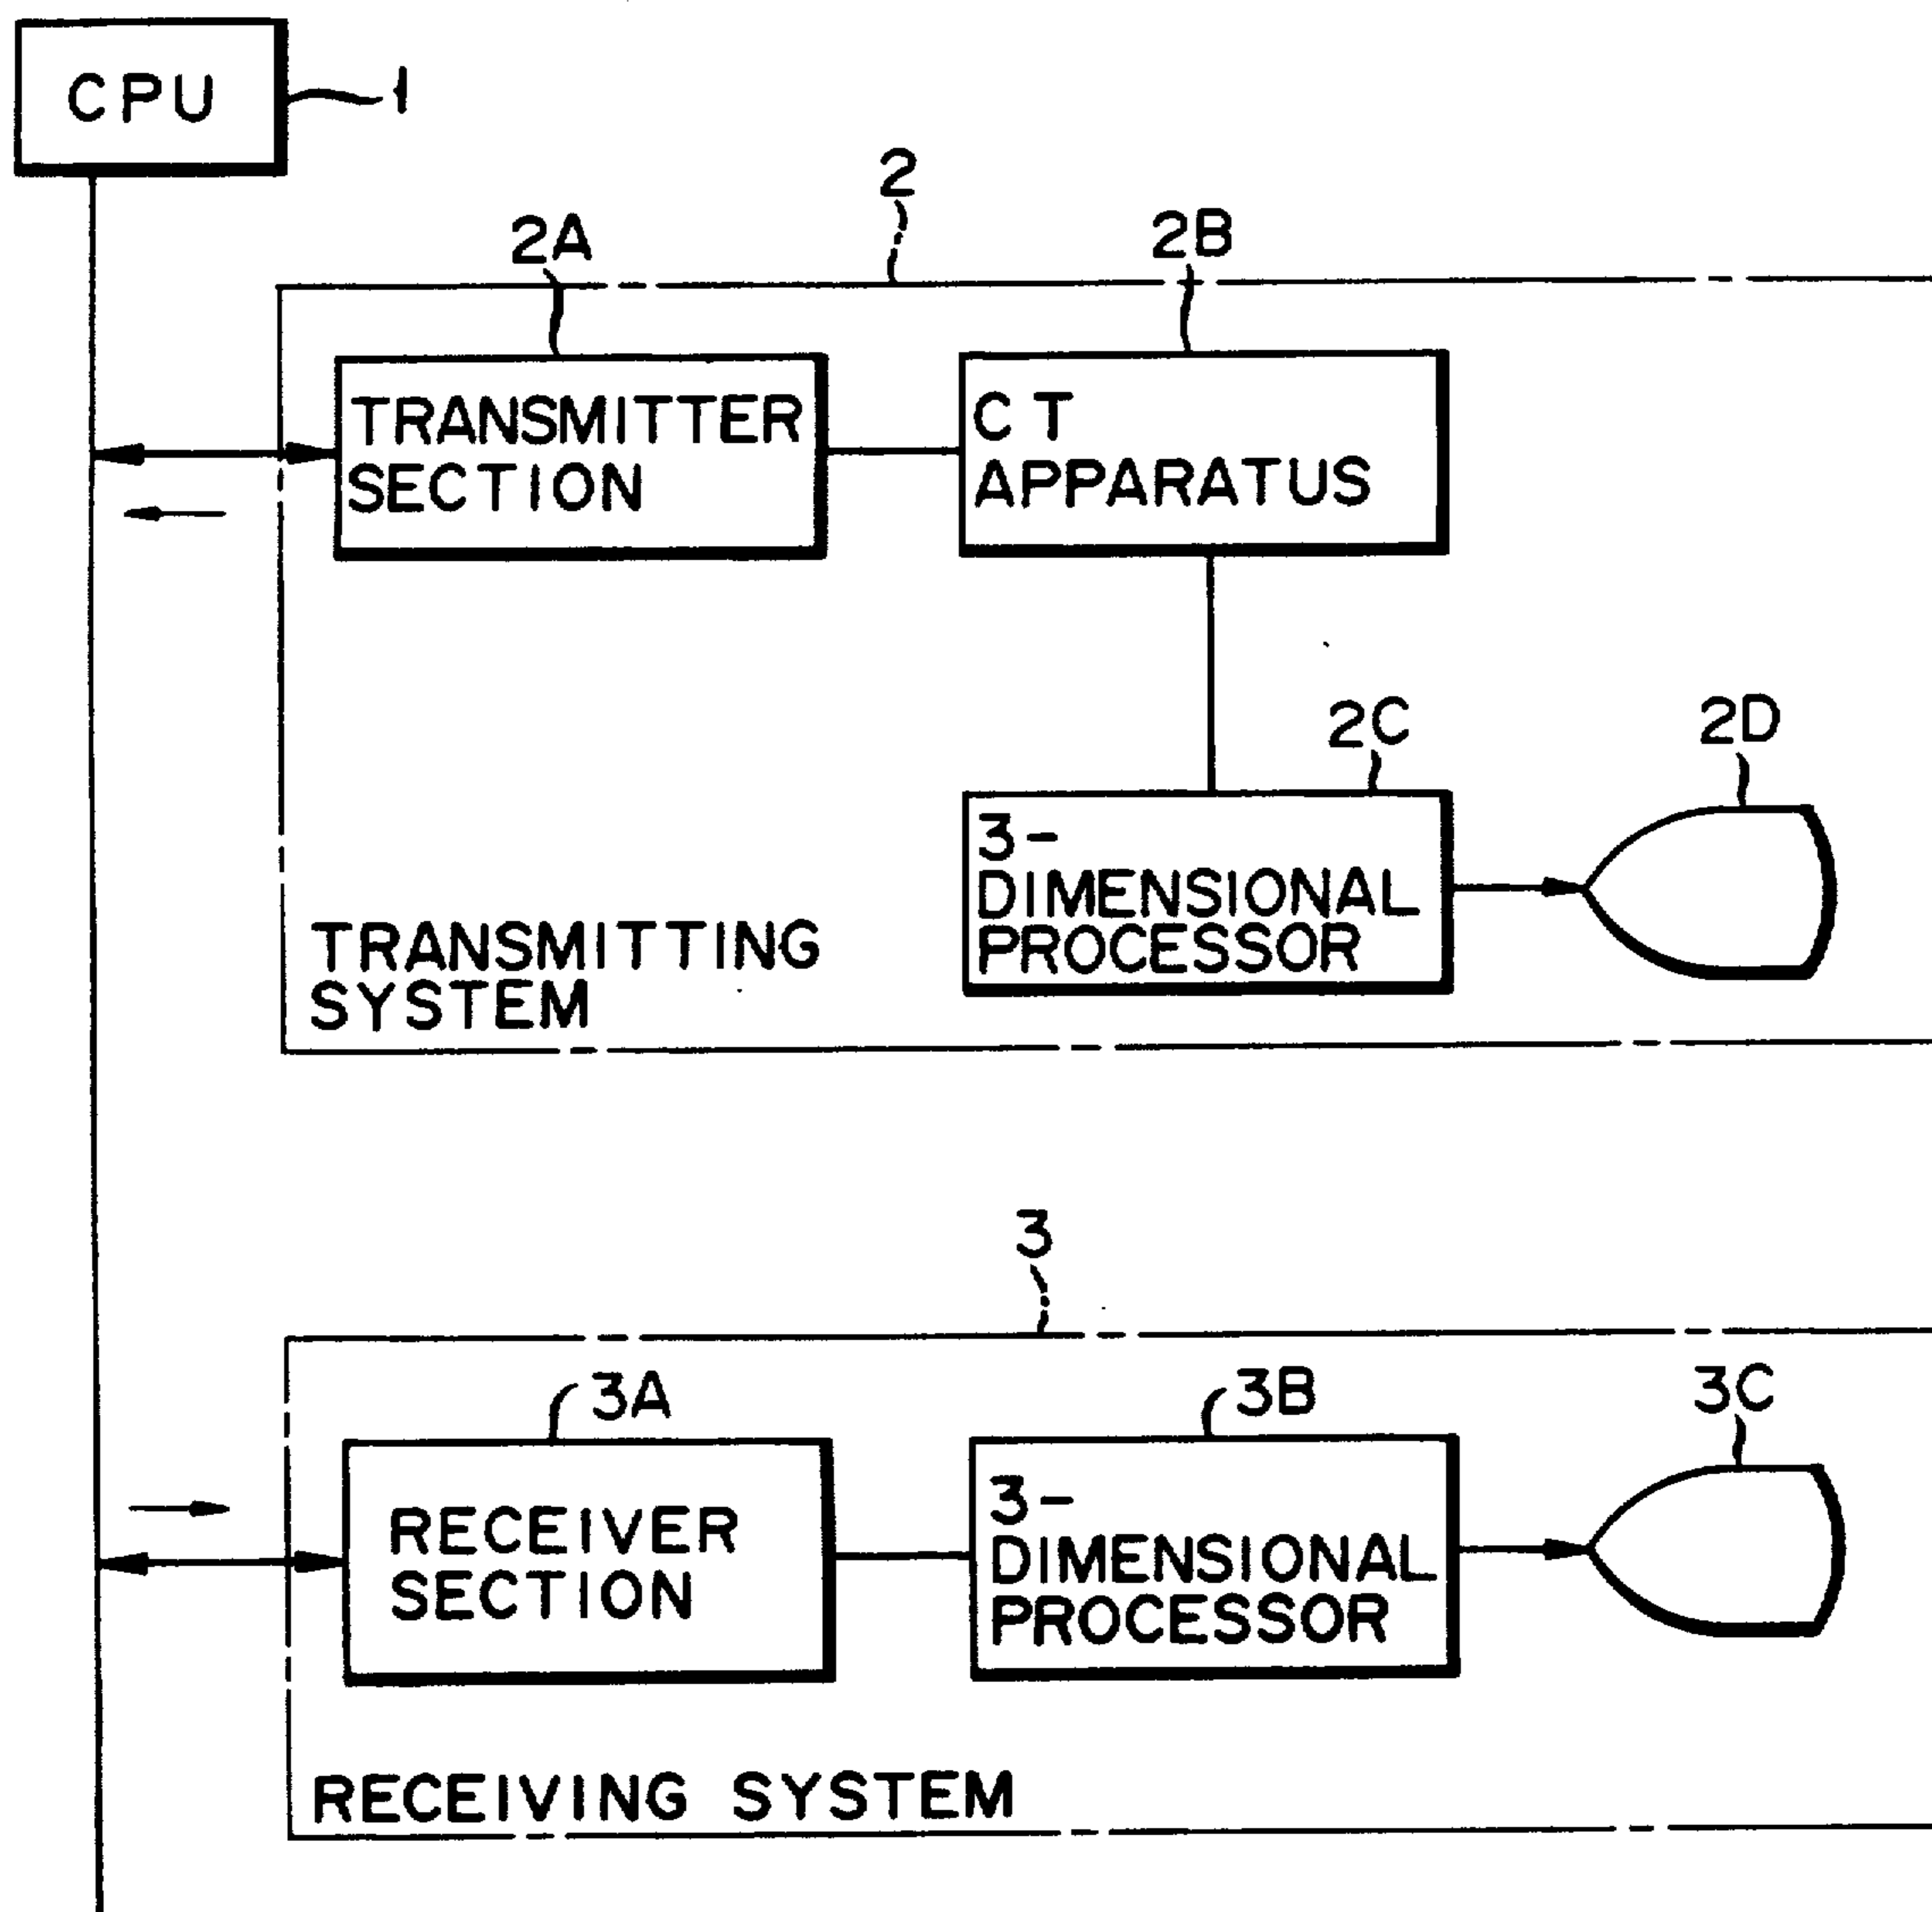 CPU
1
2
2A
2B
TRANSMITTER
SECTION
CT
APPARATUS
2C
2D
3-
DIMENSIONAL
PROCESSOR
TRANSMITTING
SYSTEM
3
3A
3B
3C
RECEIVER
SECTION
3-
DIMENSIONAL
PROCESSOR
RECEIVING SYSTEM